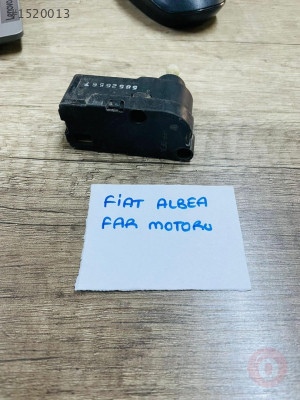 1520013
FiAT ALBEA
FAR MOTORU